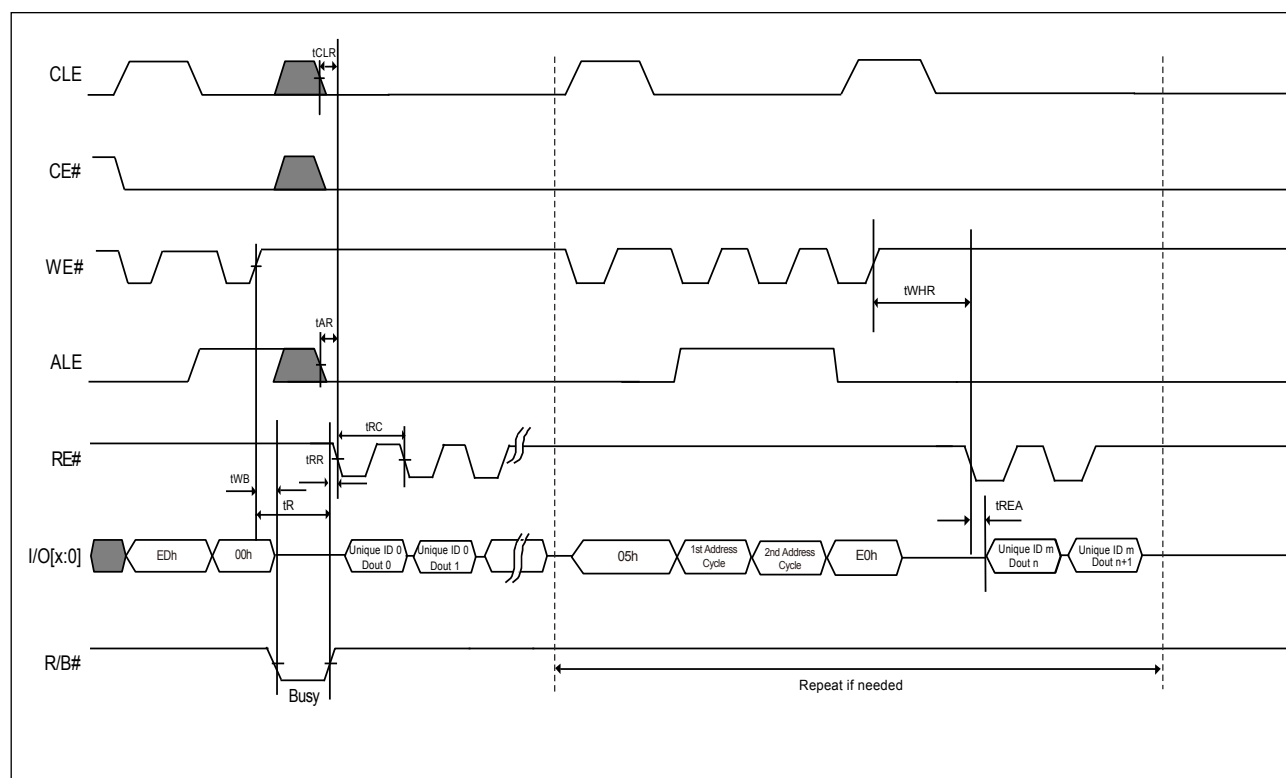 tCLR
CLE
CE#
WE#
tWHR
tAR
ALE
tRC
RE#
tRR
tWB
tR
tREA
I/O[x:0]
EDh
00h
Unique ID 0
Dout 0
Unique ID 0
Dout 1
05h
1st Address
Cycle
2nd Address
Cycle
E0h
Unique ID m
Dout n
Unique ID m
Dout n+1
R/B#
Busy
Repeat if needed